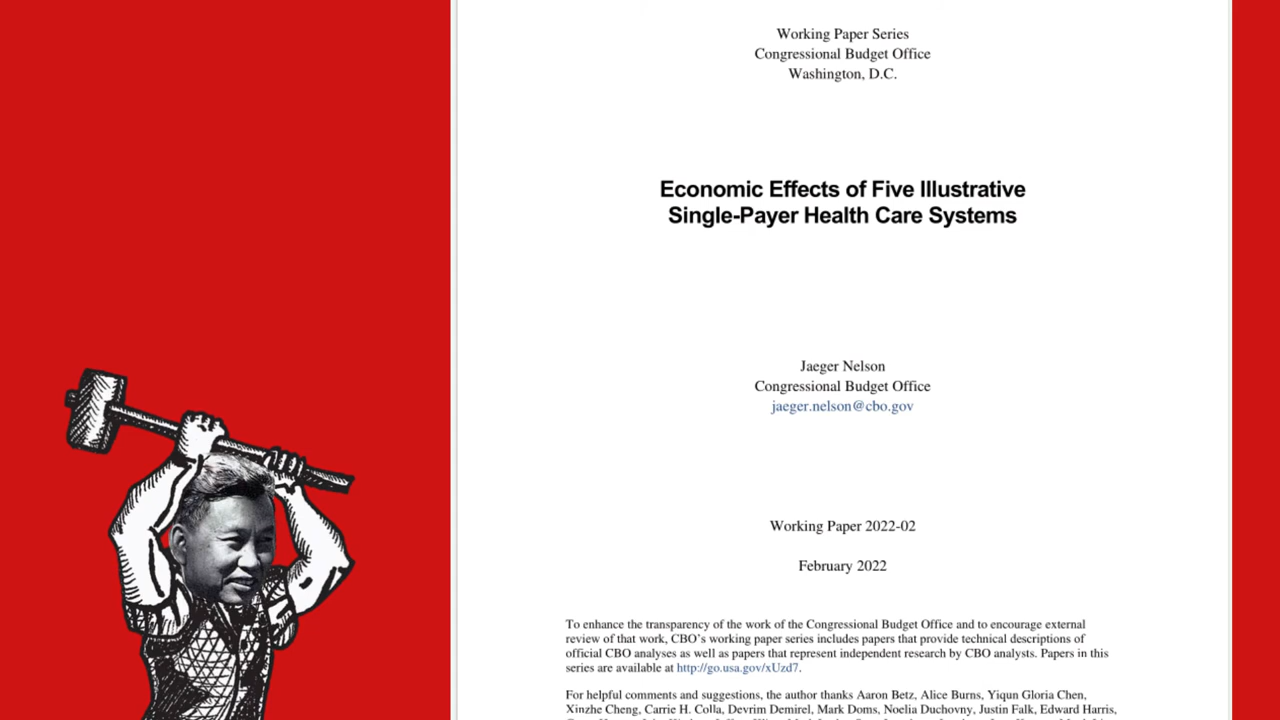 Working Paper Series
Congressional Budget Office
Washington, D.C.
Economic Effects of Five Illustrative
Single-Payer Health Care Systems
Jaeger Nelson
Congressional Budget Office
jaeger.nelson@cbo.gov
Working Paper 2022-02
February 2022
To enhance the transparency of the work of the Congressional Budget Office and to encourage external
review of that work, CBO’s working paper series includes papers that provide technical descriptions of
official CBO analyses as well as papers that represent independent research by CBO analysts. Papers in this
series are available at http://go.usa.gov/xUzd7.
For helpful comments and suggestions, the author thanks Aaron Betz, Alice Burns, Yiqun Gloria Chen,
Xinzhe Cheng, Carrie H. Colla, Devrim Demirel, Mark Doms, Noelia Duchovny, Justin Falk, Edward Harris,